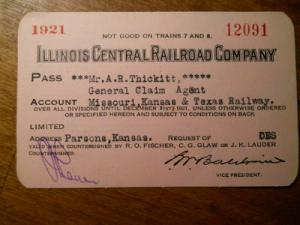 1921 NOT GOOD ON TRAINS 7 AND 8. 12091
ILLINOIS CENTRAL RAILROAD COMPANY
PASS ***Mr.A.R.Thickitt,*****
General Claim Agent
ACCOUNT Missouri,Kansas & Texas Railway.
OVER ALL DIVISIONS UNTIL DECEMBER 31ST 1921, UNLESS OTHERWISE ORDERED
OR SPECIFIED HEREON AND SUBJECT TO CONDITIONS ON BACK
LIMITED
ADDRESS Parsons,Kansas. REQUEST OF DES
VALID WHEN COUNTERSIGNED BY R. O. FISCHER, C. G. GLAW OR J. K. LAUDER
COUNTERSIGNED
VICE PRESIDENT.